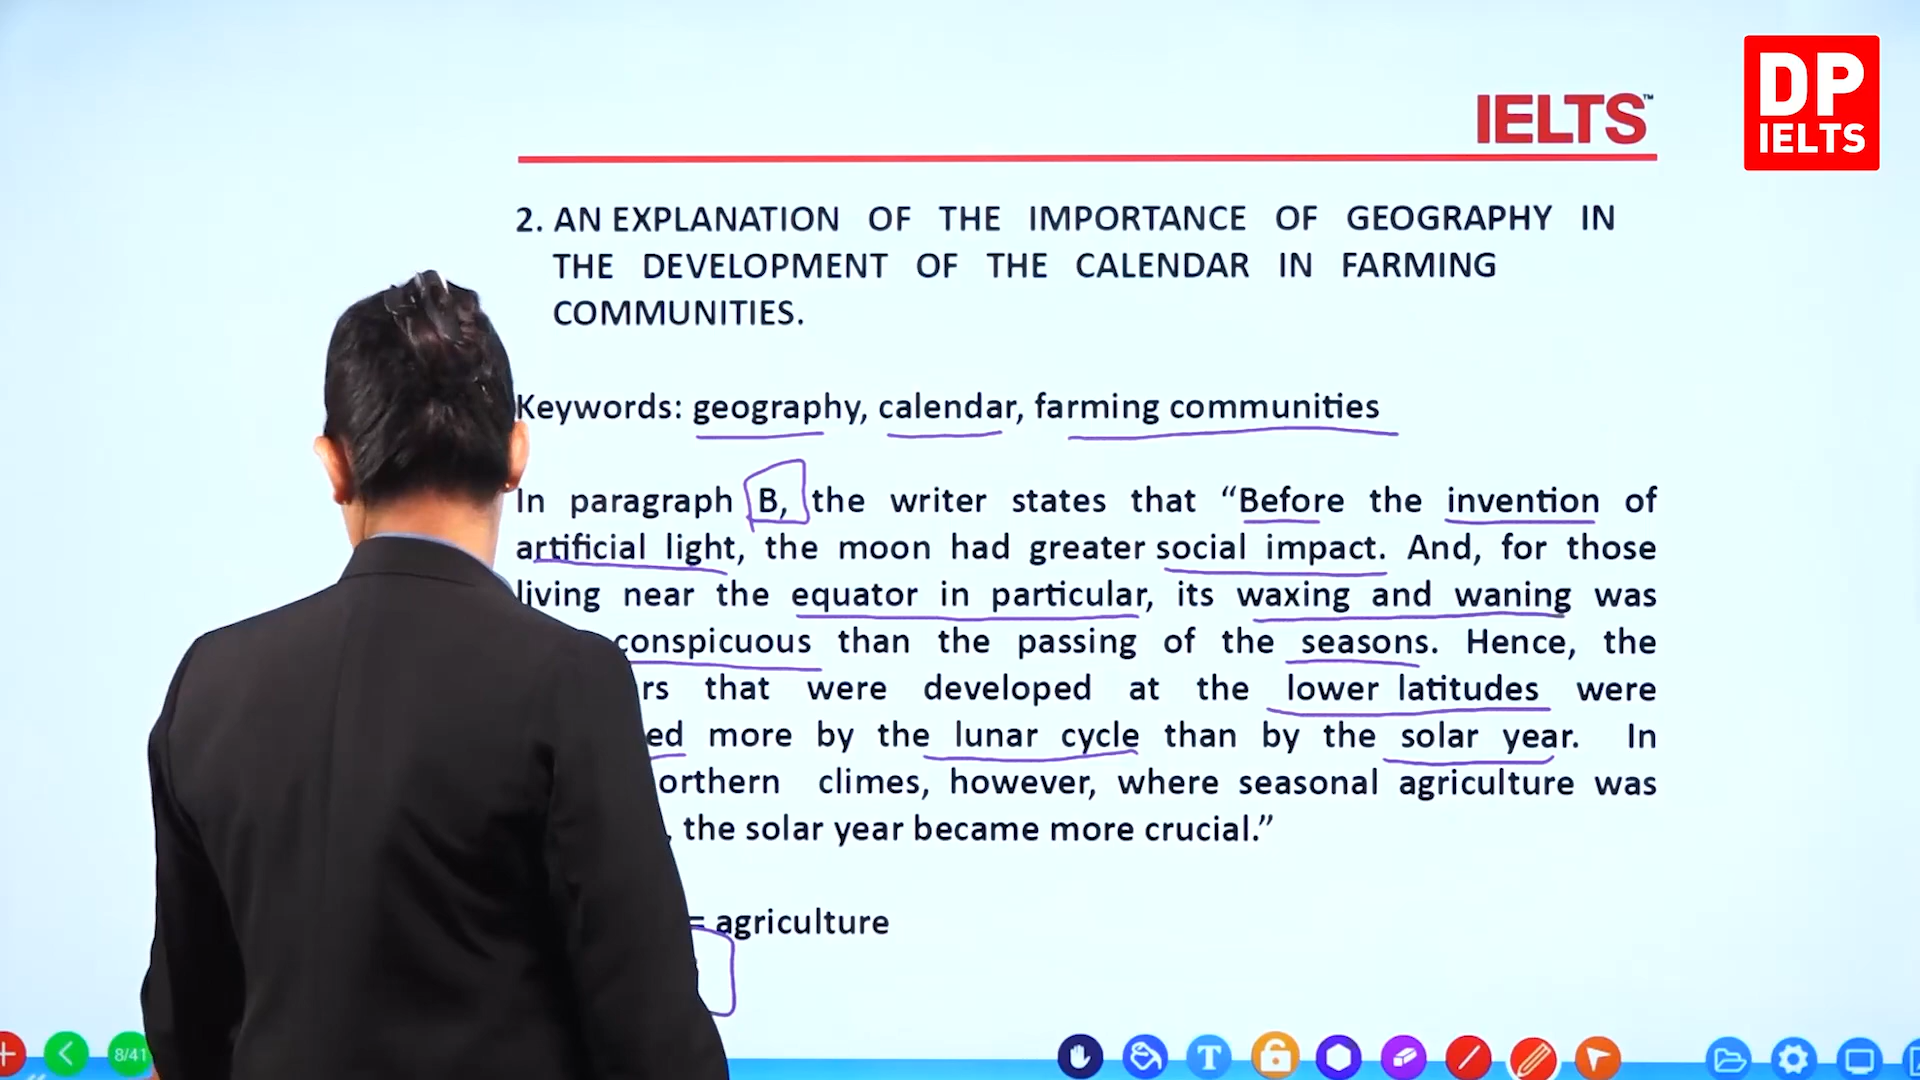 DP
IELTS
IELTS™
2. AN EXPLANATION OF THE IMPORTANCE OF GEOGRAPHY IN
THE DEVELOPMENT OF THE CALENDAR IN FARMING
COMMUNITIES.
Keywords: geography, calendar, farming communities
In paragraph B, the writer states that “Before the invention of
artificial light, the moon had greater social impact. And, for those
living near the equator in particular, its waxing and waning was
conspicuous than the passing of the seasons. Hence, the
that were developed at the lower latitudes were
more by the lunar cycle than by the solar year. In
climes, however, where seasonal agriculture was
, the solar year became more crucial.”
= agriculture
8/41
T